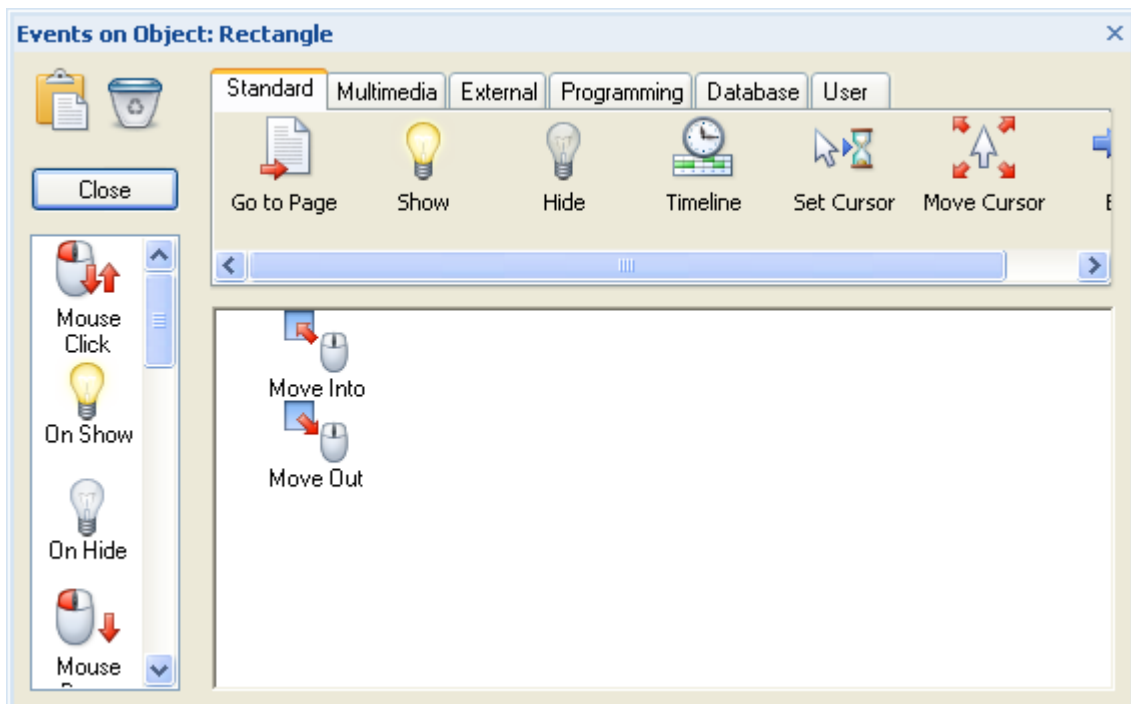 Events on Object: Rectangle
Standard Multimedia External Programming Database User
Close
Go to Page Show Hide Timeline Set Cursor Move Cursor
Mouse
Click
On Show
On Hide
Mouse
Move Into
Move Out